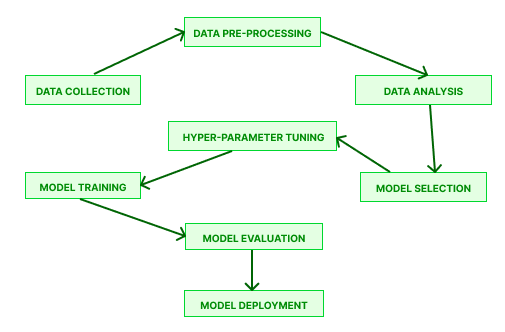 DATA PRE-PROCESSING
DATA COLLECTION
DATA ANALYSIS
HYPER-PARAMETER TUNING
MODEL TRAINING
MODEL SELECTION
MODEL EVALUATION
MODEL DEPLOYMENT